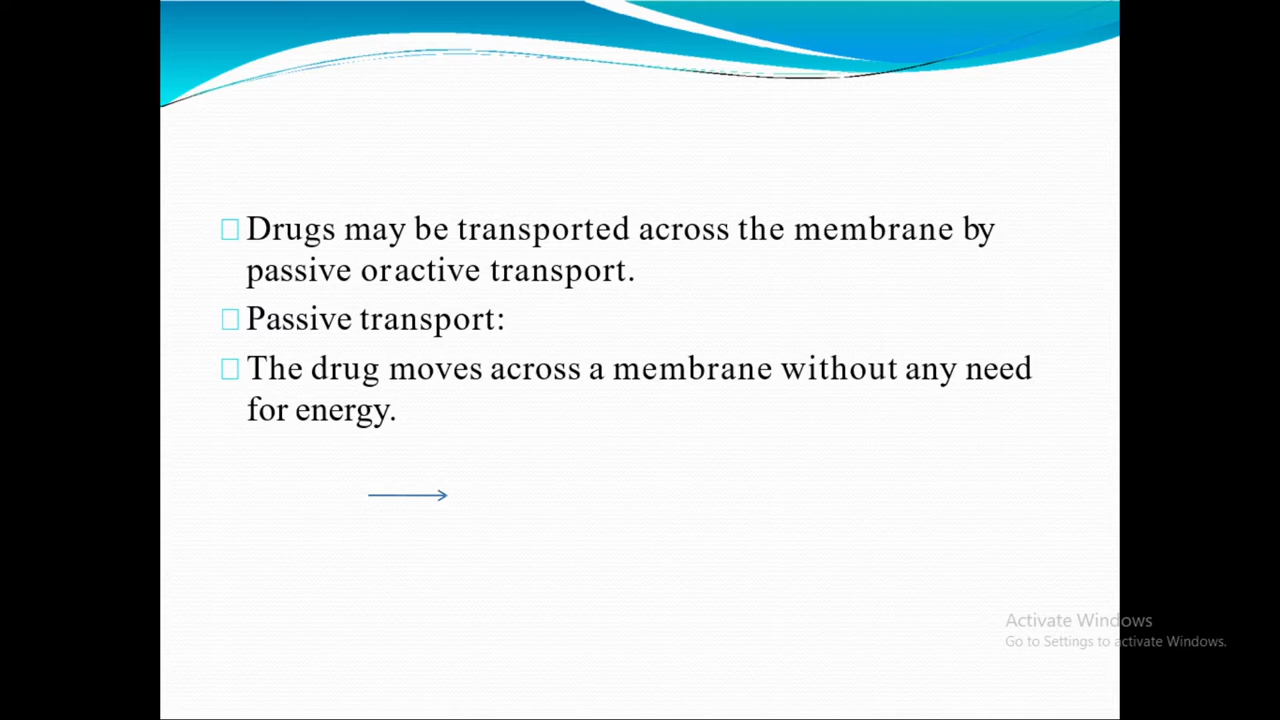 Drugs may be transported across the membrane by
passive oractive transport.
Passive transport:
The drug moves across a membrane without any need
for energy.
Activate Windows
Go to Settings to activate Windows.